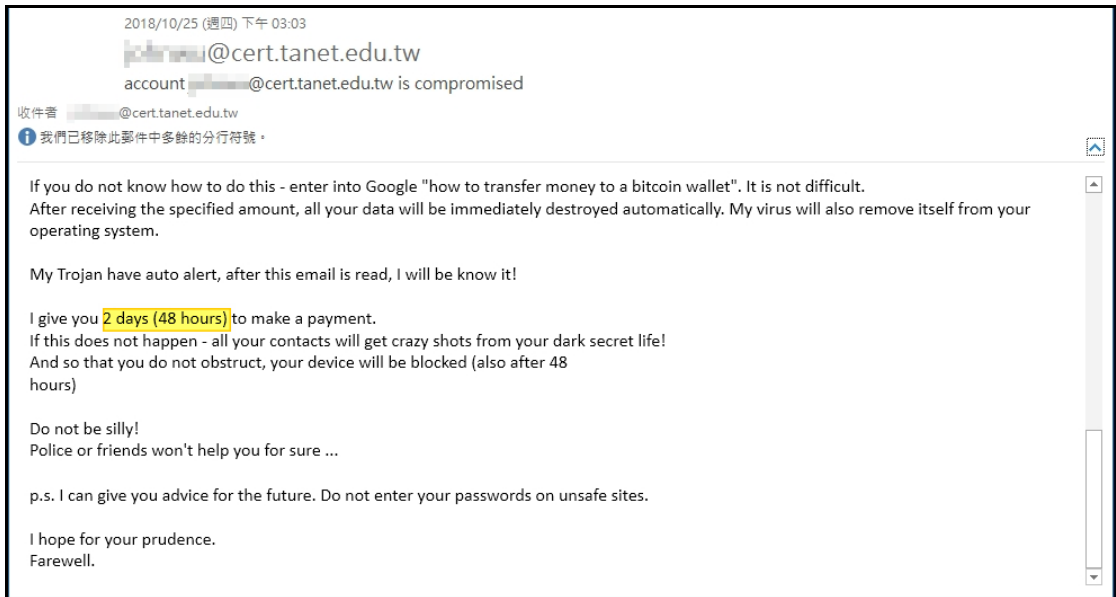 2018/10/25 (週四) 下午 03:03
@cert.tanet.edu.tw
account @cert.tanet.edu.tw is compromised
收件者 @cert.tanet.edu.tw
我們已移除此郵件中多餘的分行符號。
If you do not know how to do this - enter into Google "how to transfer money to a bitcoin wallet". It is not difficult.
After receiving the specified amount, all your data will be immediately destroyed automatically. My virus will also remove itself from your
operating system.
My Trojan have auto alert, after this email is read, I will be know it!
I give you 2 days (48 hours) to make a payment.
If this does not happen - all your contacts will get crazy shots from your dark secret life!
And so that you do not obstruct, your device will be blocked (also after 48
hours)
Do not be silly!
Police or friends won't help you for sure ...
p.s. I can give you advice for the future. Do not enter your passwords on unsafe sites.
I hope for your prudence.
Farewell.